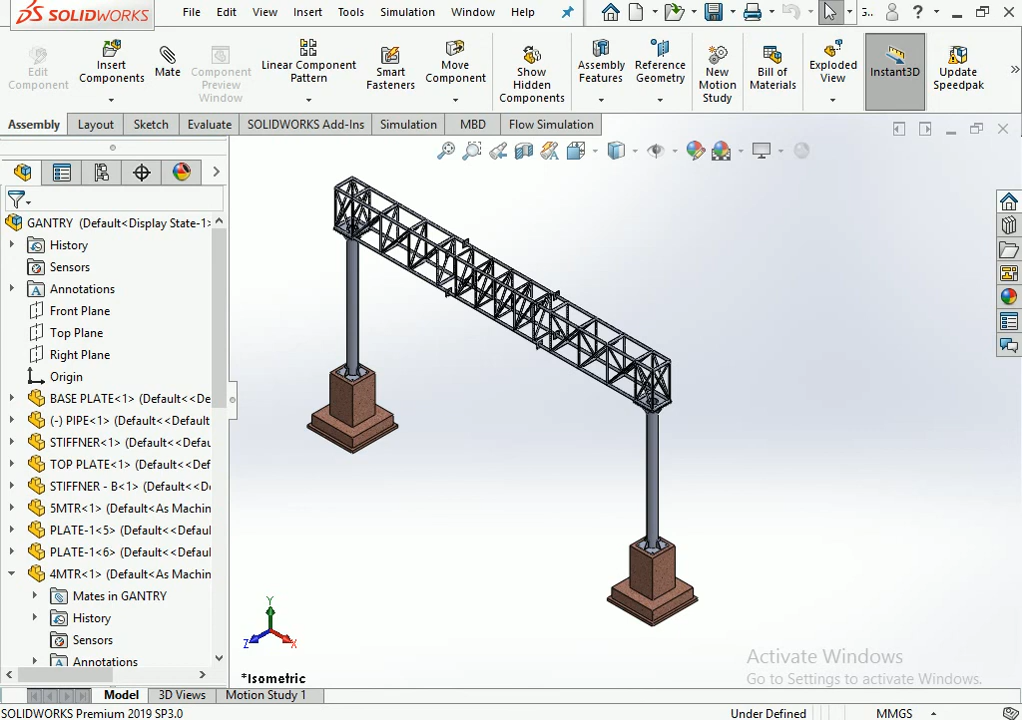 SOLIDWORKS File Edit View Insert Tools Simulation Window Help 5.. ?
Edit Component
Insert Components
Mate
Component Preview Window
Linear Component Pattern
Smart Fasteners
Move Component
Show Hidden Components
Assembly Features
Reference Geometry
New Motion Study
Bill of Materials
Exploded View
Instant3D
Update Speedpak
Assembly Layout Sketch Evaluate SOLIDWORKS Add-Ins Simulation MBD Flow Simulation
GANTRY (Default<Display State-1>
History
Sensors
Annotations
Front Plane
Top Plane
Right Plane
Origin
BASE PLATE<1> (Default<<De
(-) PIPE<1> (Default<<Default
STIFFNER<1> (Default<<Defau
TOP PLATE<1> (Default<<Def
STIFFNER - B<1> (Default<<D
5MTR<1> (Default<As Machin
PLATE-1<5> (Default<<Defaul
PLATE-1<6> (Default<<Defaul
4MTR<1> (Default<As Machin
Mates in GANTRY
History
Sensors
Annotations
Y
Z
X
*Isometric
Activate Windows
Go to Settings to activate Windows.
Model 3D Views Motion Study 1
SOLIDWORKS Premium 2019 SP3.0 Under Defined MMGS